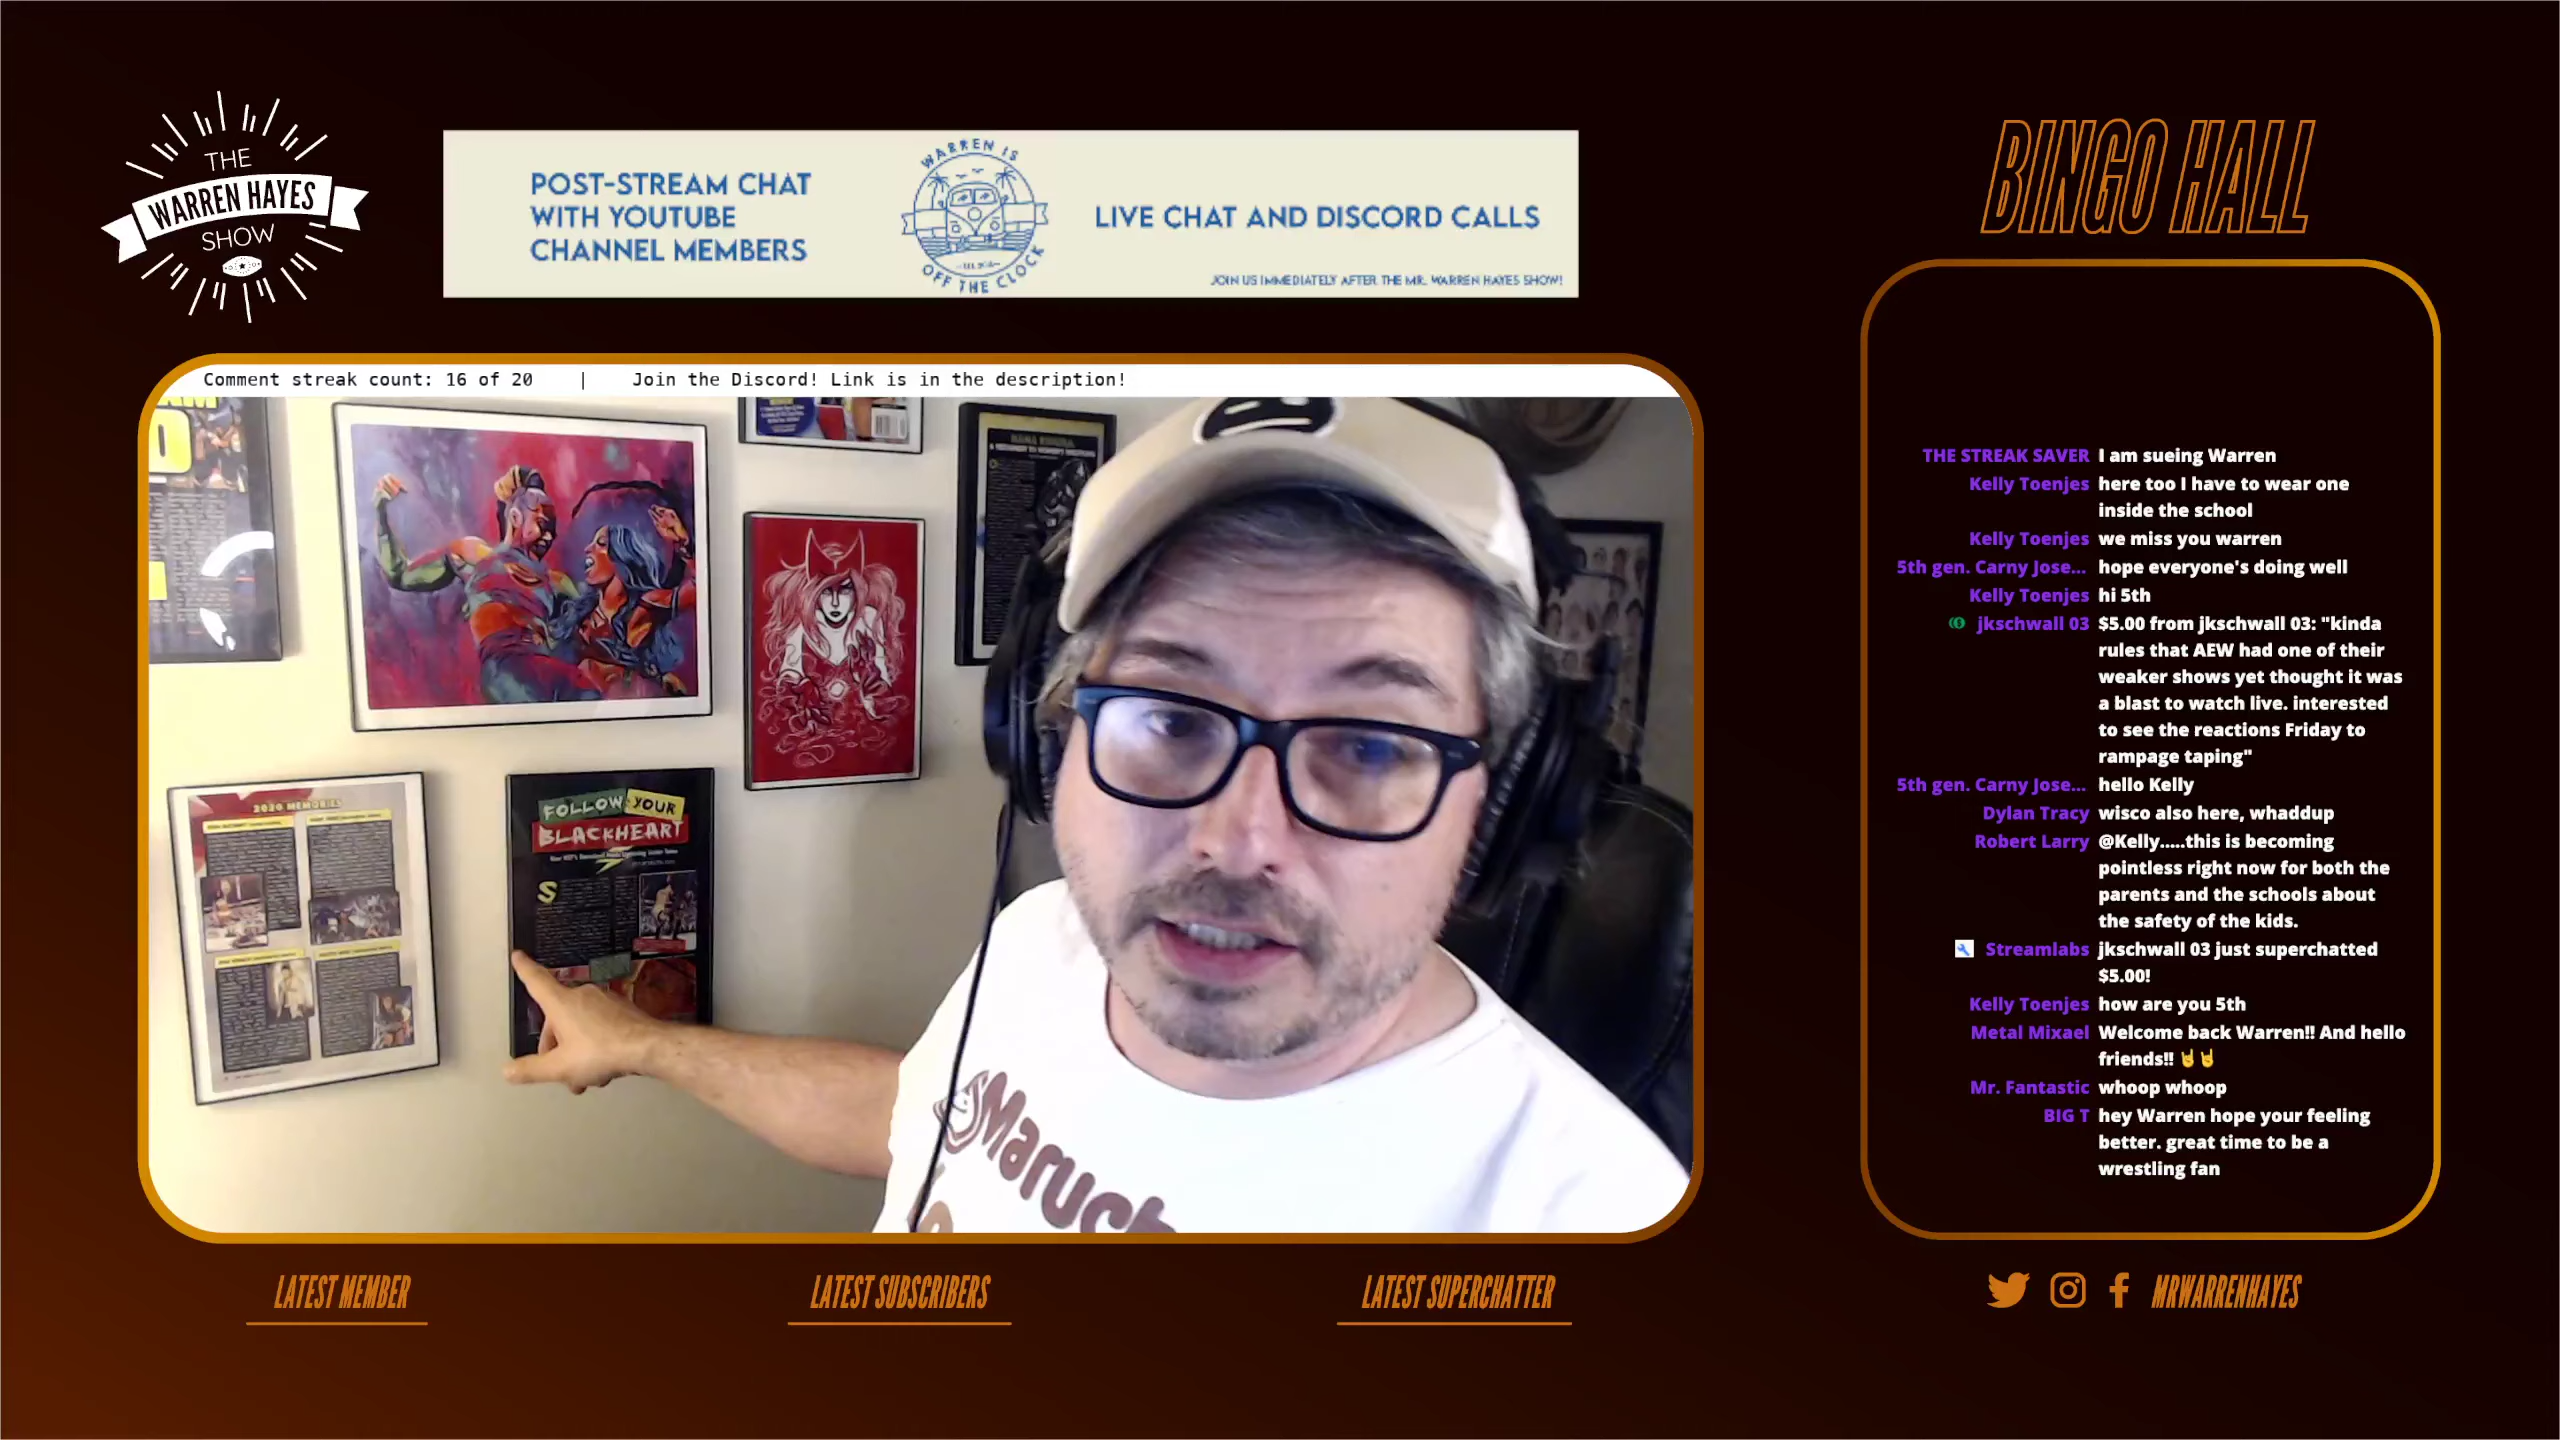 THE
WARREN HAYES
SHOW
POST-STREAM CHAT
WITH YOUTUBE
CHANNEL MEMBERS
WARREN IS
OFF THE CLOCK
LIVE CHAT AND DISCORD CALLS
JOIN US IMMEDIATELY AFTER THE MR. WARREN HAYES SHOW!
BINGO HALL
Comment streak count: 16 of 20 | Join the Discord! Link is in the description!
2020 MEMORIES
FOLLOW YOUR
BLACKHEART
S
Maruch
THE STREAK SAVER I am sueing Warren
Kelly Toenjes here too I have to wear one
inside the school
Kelly Toenjes we miss you warren
5th gen. Carny Jose... hope everyone's doing well
Kelly Toenjes hi 5th
jkschwall 03 $5.00 from jkschwall 03: "kinda
rules that AEW had one of their
weaker shows yet thought it was
a blast to watch live. interested
to see the reactions Friday to
rampage taping"
5th gen. Carny Jose... hello Kelly
Dylan Tracy wisco also here, whaddup
Robert Larry @Kelly.....this is becoming
pointless right now for both the
parents and the schools about
the safety of the kids.
Streamlabs jkschwall 03 just superchatted
$5.00!
Kelly Toenjes how are you 5th
Metal Mixael Welcome back Warren!! And hello
friends!! 🤘🤘
Mr. Fantastic whoop whoop
BIG T hey Warren hope your feeling
better. great time to be a
wrestling fan
LATEST MEMBER
LATEST SUBSCRIBERS
LATEST SUPERCHATTER
MRWARRENHAYES